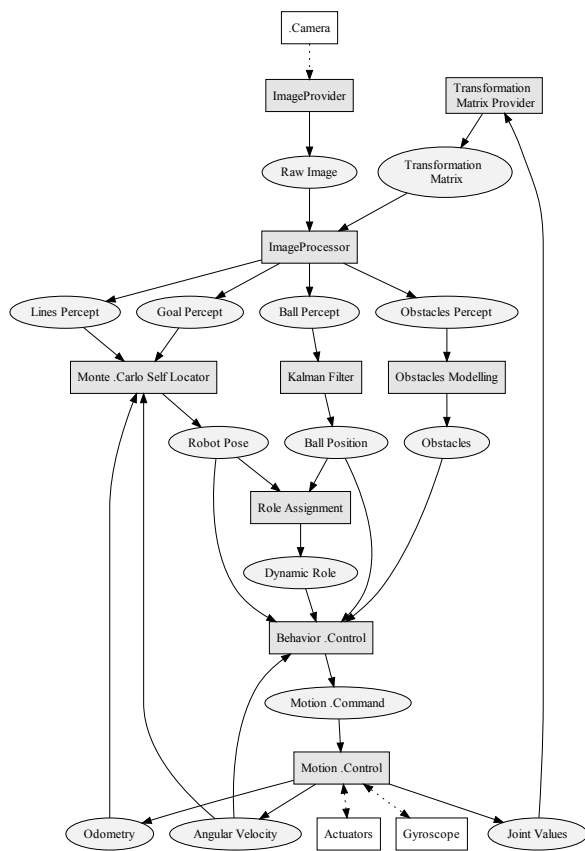 .Camera
ImageProvider
Transformation
Matrix Provider
Raw Image
Transformation
Matrix
ImageProcessor
Lines Percept
Goal Percept
Ball Percept
Obstacles Percept
Monte .Carlo Self Locator
Kalman Filter
Obstacles Modelling
Robot Pose
Ball Position
Obstacles
Role Assignment
Dynamic Role
Behavior .Control
Motion .Command
Motion .Control
Odometry
Angular Velocity
Actuators
Gyroscope
Joint Values